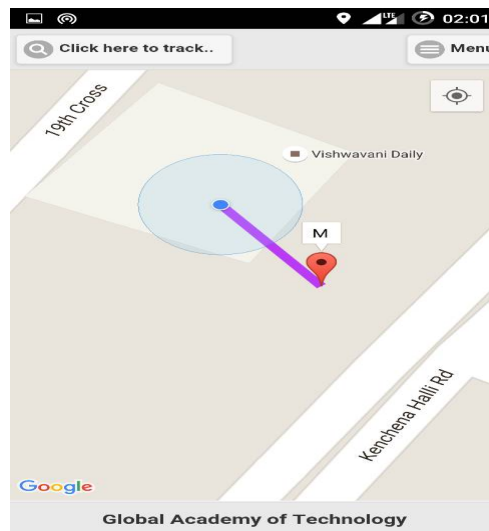 LTE 02:01
Click here to track..
Menu
19th Cross
Vishwavani Daily
M
Kenchena Halli Rd
Google
Global Academy of Technology